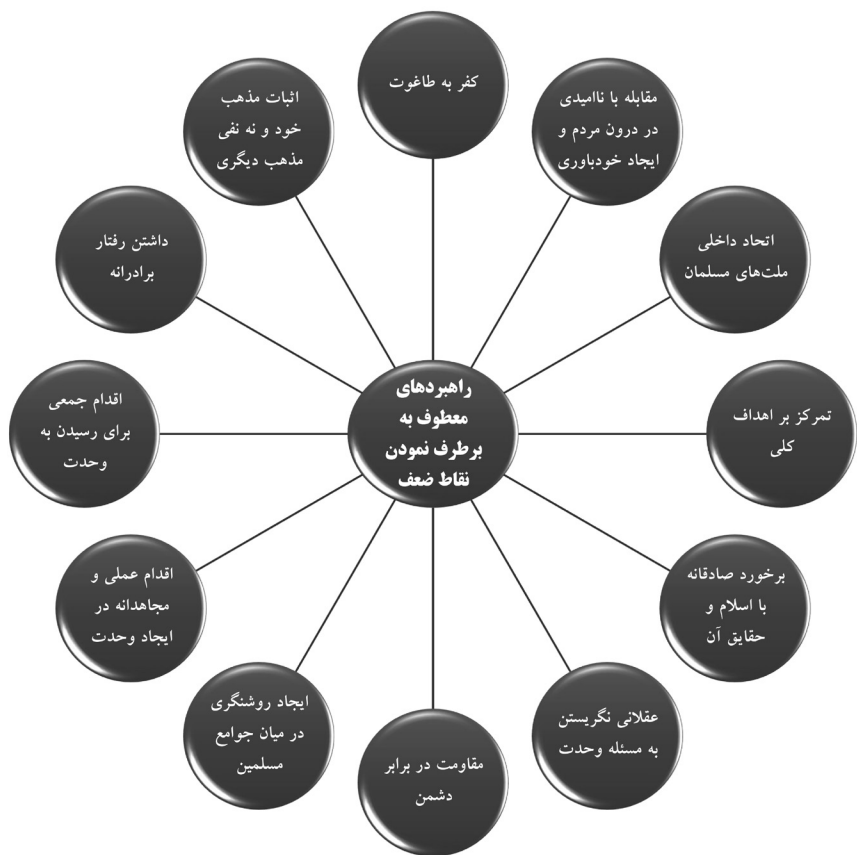 راهبردهای
معطوف به
برطرف نمودن
نقاط ضعف
کفر به طاغوت
مقابله با ناامیدی
در درون مردم و
ایجاد خودباوری
اتحاد داخلی
ملت‌های مسلمان
تمرکز بر اهداف
کلی
برخورد صادقانه
با اسلام و
حقایق آن
عقلانی نگریستن
به مسئله وحدت
مقاومت در برابر
دشمن
ایجاد روشنگری
در میان جوامع
مسلمین
اقدام عملی و
مجاهدانه در
ایجاد وحدت
اقدام جمعی
برای رسیدن به
وحدت
داشتن رفتار
برادرانه
اثبات مذهب
خود و نه نفی
مذهب دیگری